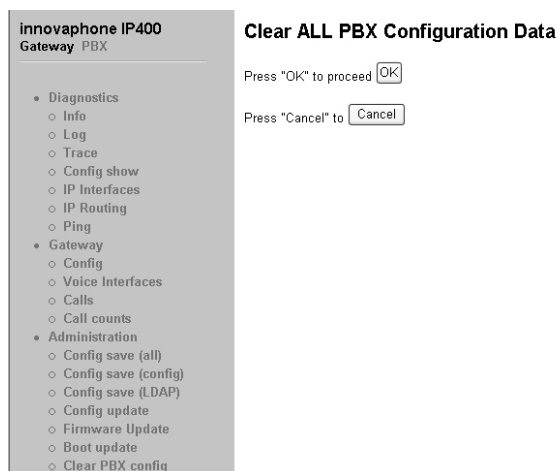 innovaphone IP400
Gateway PBX
Diagnostics
Info
Log
Trace
Config show
IP Interfaces
IP Routing
Ping
Gateway
Config
Voice Interfaces
Calls
Call counts
Administration
Config save (all)
Config save (config)
Config save (LDAP)
Config update
Firmware Update
Boot update
Clear PBX config
Clear ALL PBX Configuration Data
Press "OK" to proceed OK
Press "Cancel" to Cancel